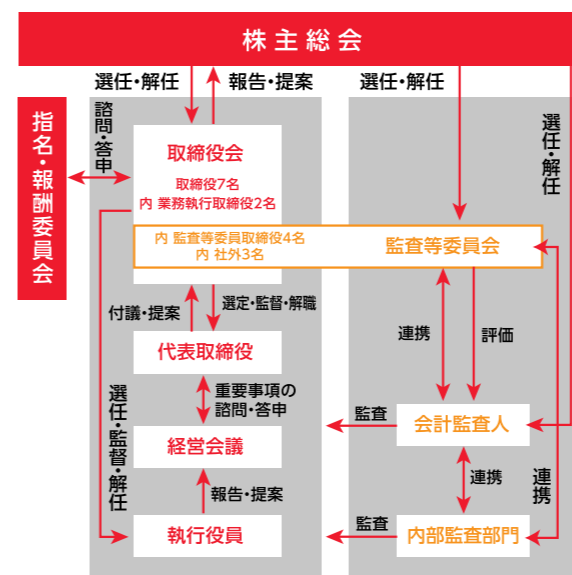 株主総会
選任・解任
報告・提案
選任・解任
選任・解任
指名・報酬委員会
諮問・答申
取締役会
取締役7名
内 業務執行取締役2名
内 監査等委員取締役4名
内 社外3名
監査等委員会
付議・提案
選定・監督・解職
連携
評価
代表取締役
重要事項の
諮問・答申
選任・監督・解任
監査
会計監査人
経営会議
報告・提案
連携
連携
執行役員
監査
内部監査部門